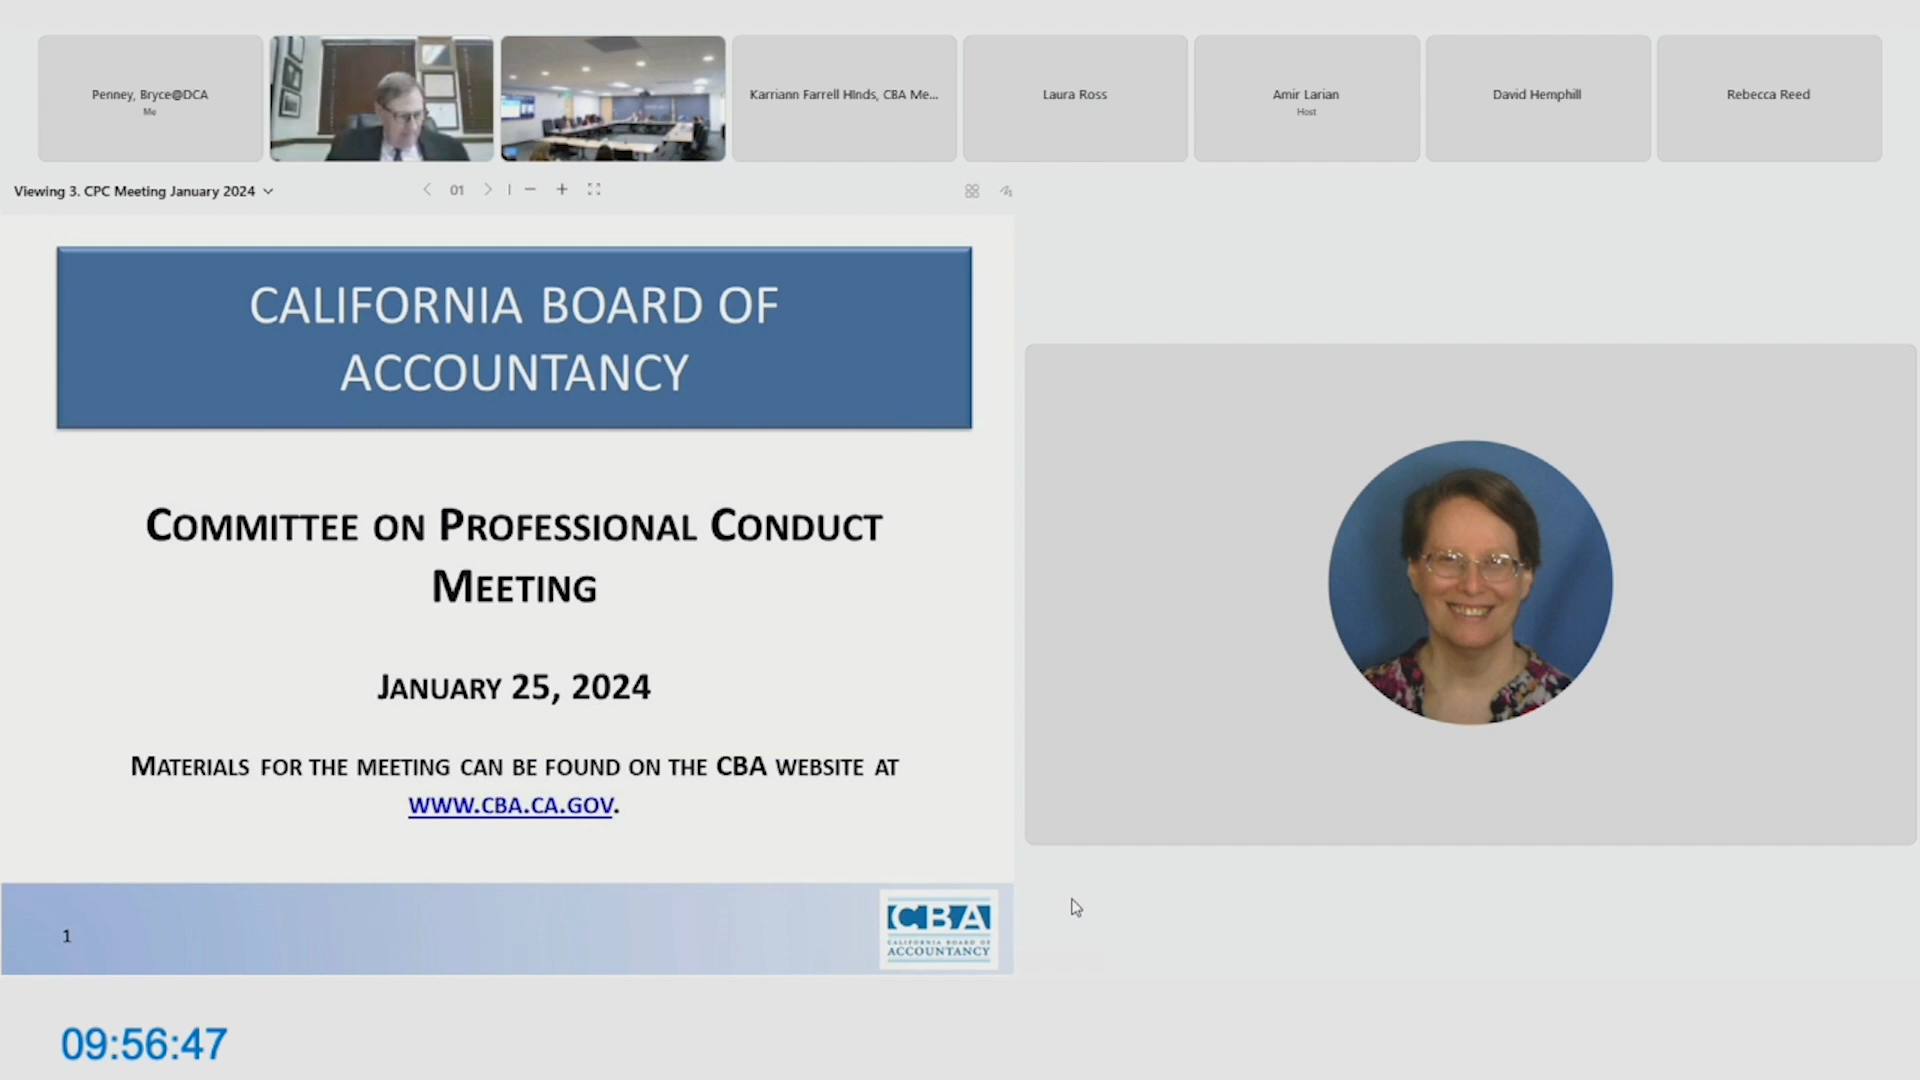 Penney, Bryce@DCA
Me
Karriann Farrell HInds, CBA Me...
Laura Ross
Amir Larian
Host
David Hemphill
Rebecca Reed
Viewing 3. CPC Meeting January 2024
01
CALIFORNIA BOARD OF
ACCOUNTANCY
COMMITTEE ON PROFESSIONAL CONDUCT
MEETING
JANUARY 25, 2024
MATERIALS FOR THE MEETING CAN BE FOUND ON THE CBA WEBSITE AT
WWW.CBA.CA.GOV.
1
CBA
CALIFORNIA BOARD OF
ACCOUNTANCY
09:56:47